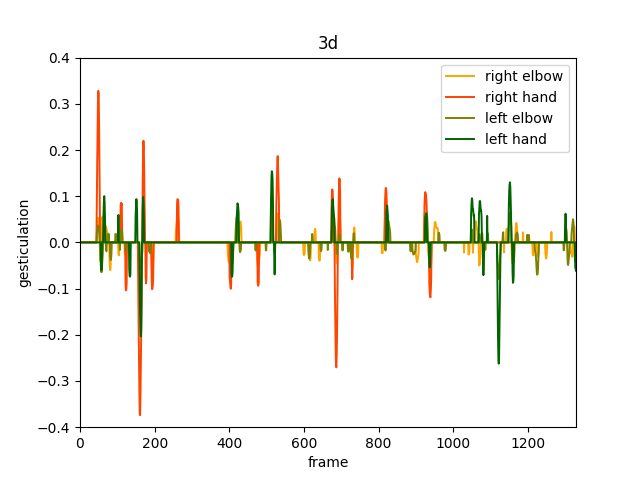 3d
right elbow
right hand
left elbow
left hand
gesticulation
0.4
0.3
0.2
0.1
0.0
−0.1
−0.2
−0.3
−0.4
0 200 400 600 800 1000 1200
frame